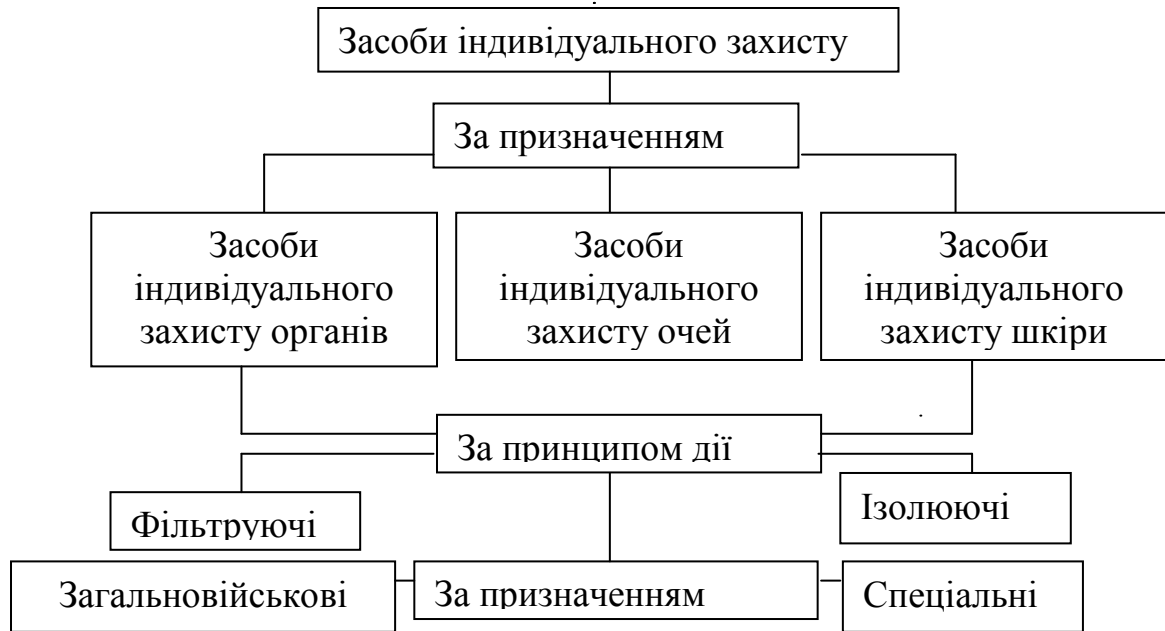 Засоби індивідуального захисту
За призначенням
Засоби
індивідуального
захисту органів
Засоби
індивідуального
захисту очей
Засоби
індивідуального
захисту шкіри
За принципом дії
Фільтруючі
Ізолюючі
Загальновійськові
За призначенням
Спеціальні